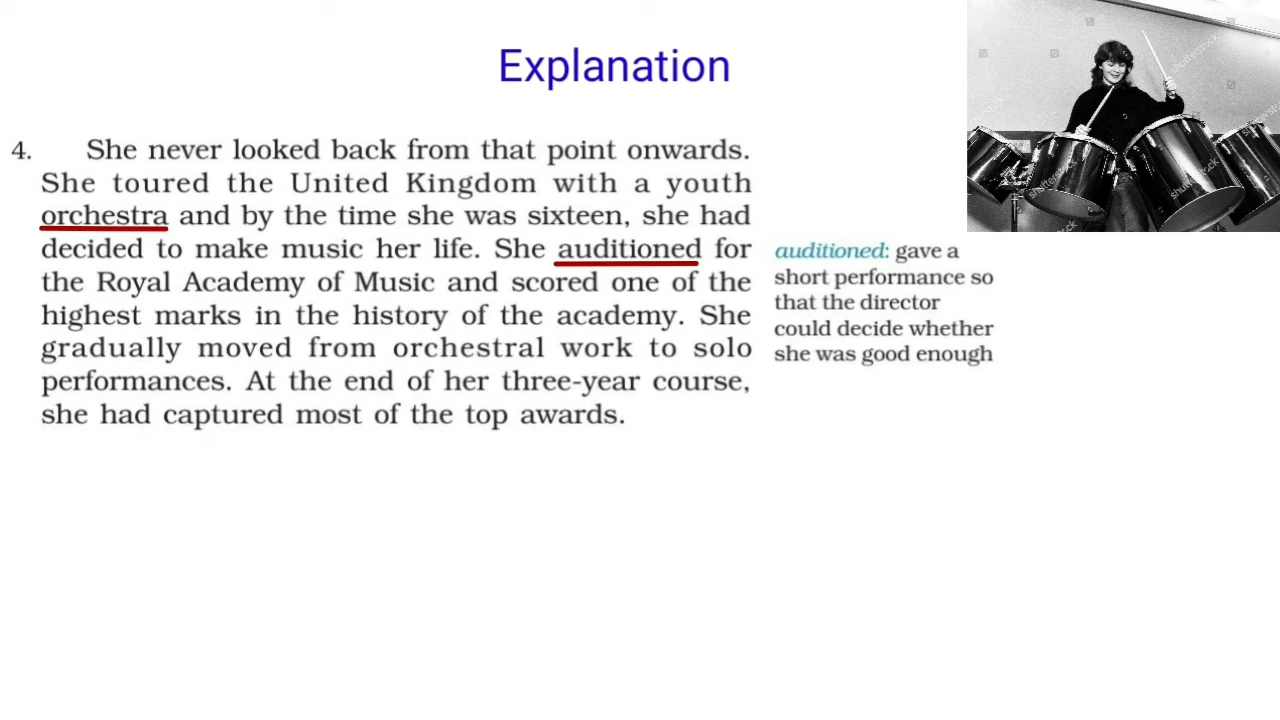 Explanation
4. She never looked back from that point onwards.
She toured the United Kingdom with a youth
orchestra and by the time she was sixteen, she had
decided to make music her life. She auditioned for
the Royal Academy of Music and scored one of the
highest marks in the history of the academy. She
gradually moved from orchestral work to solo
performances. At the end of her three-year course,
she had captured most of the top awards.
auditioned: gave a
short performance so
that the director
could decide whether
she was good enough
shutterstock
shutterstock